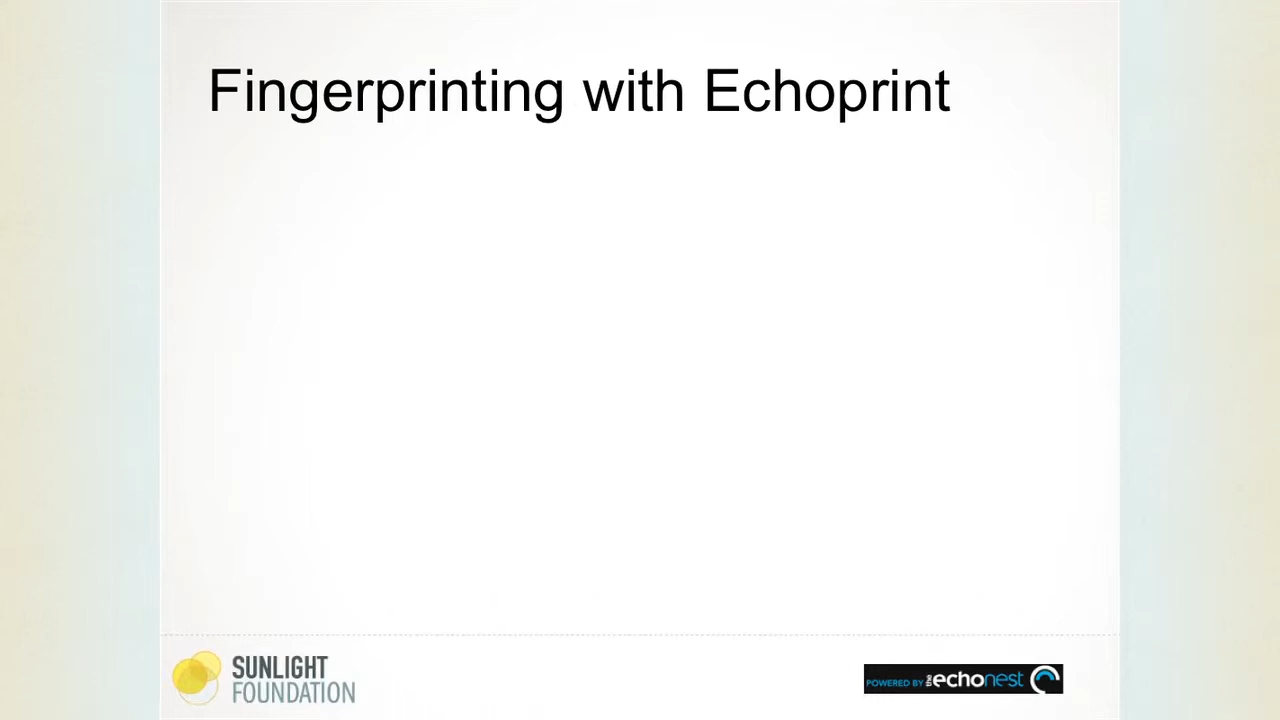 Fingerprinting with Echoprint
SUNLIGHT
FOUNDATION
POWERED BY the echonest